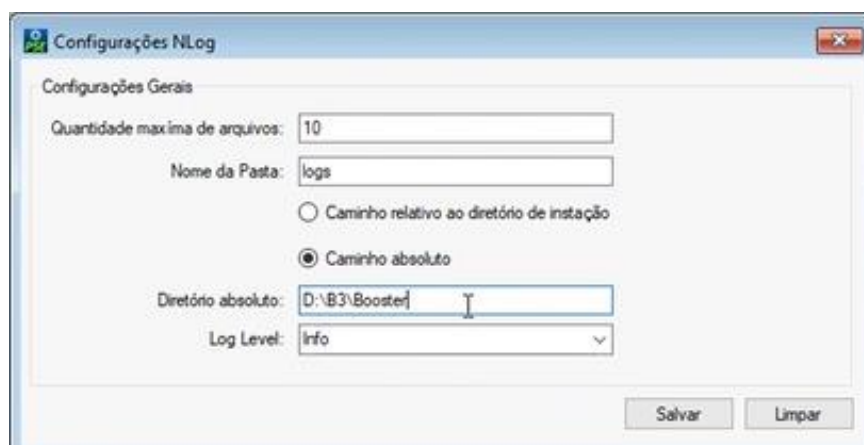 Configurações NLog
Configurações Gerais
Quantidade maxíma de arquivos: 10
Nome da Pasta: logs
Caminho relativo ao diretório de instação
Caminho absoluto
Diretório absoluto: D:\B3\Booster
Log Level: Info
Salvar Limpar